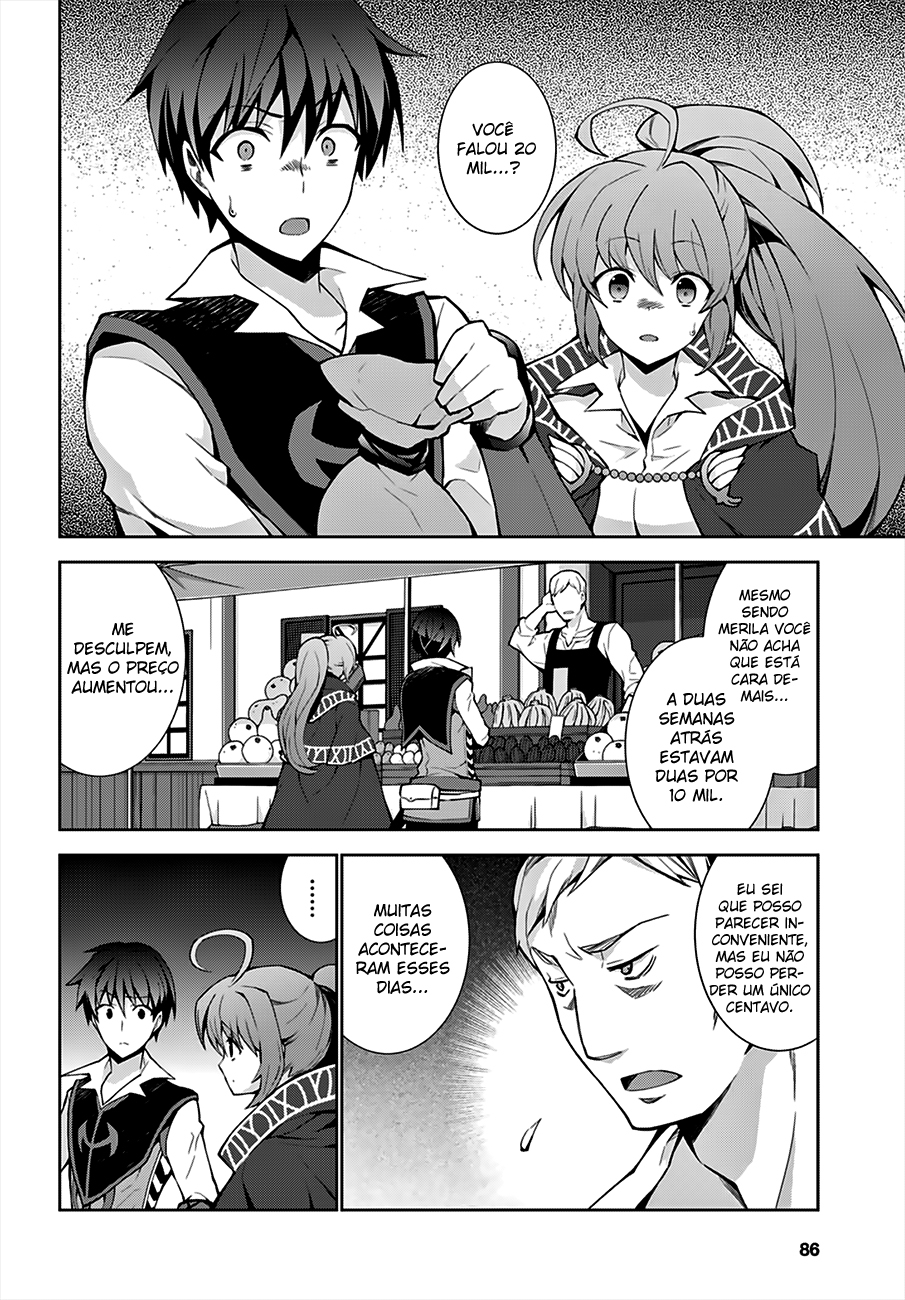 VOCÊ
FALOU 20
MIL...?
MESMO
SENDO
MERILA VOCÊ
NÃO ACHA
QUE ESTÁ
CARA DE-
MAIS...
A DUAS
SEMANAS
ATRÁS
ESTAVAM
DUAS POR
10 MIL.
ME
DESCULPEM,
MAS O PREÇO
AUMENTOU...
EU SEI
QUE POSSO
PARECER IN-
CONVENIENTE,
MAS EU NÃO
POSSO PER-
DER UM ÚNICO
CENTAVO.
MUITAS
COISAS
ACONTECE-
RAM ESSES
DIAS...
......
86